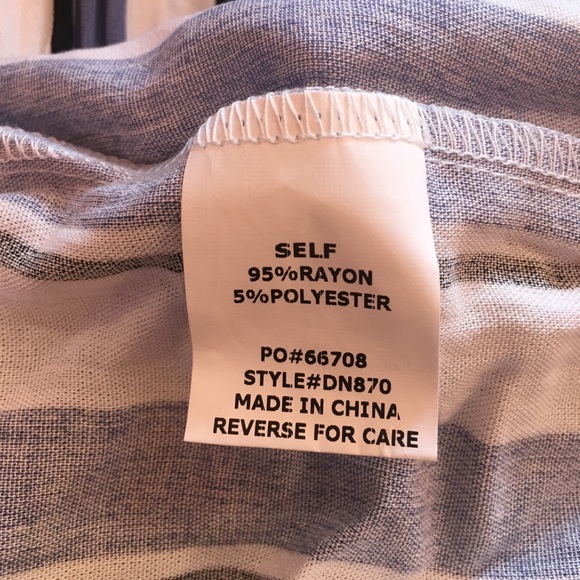 SELF
95%RAYON
5%POLYESTER
PO#66708
STYLE#DN870
MADE IN CHINA
REVERSE FOR CARE